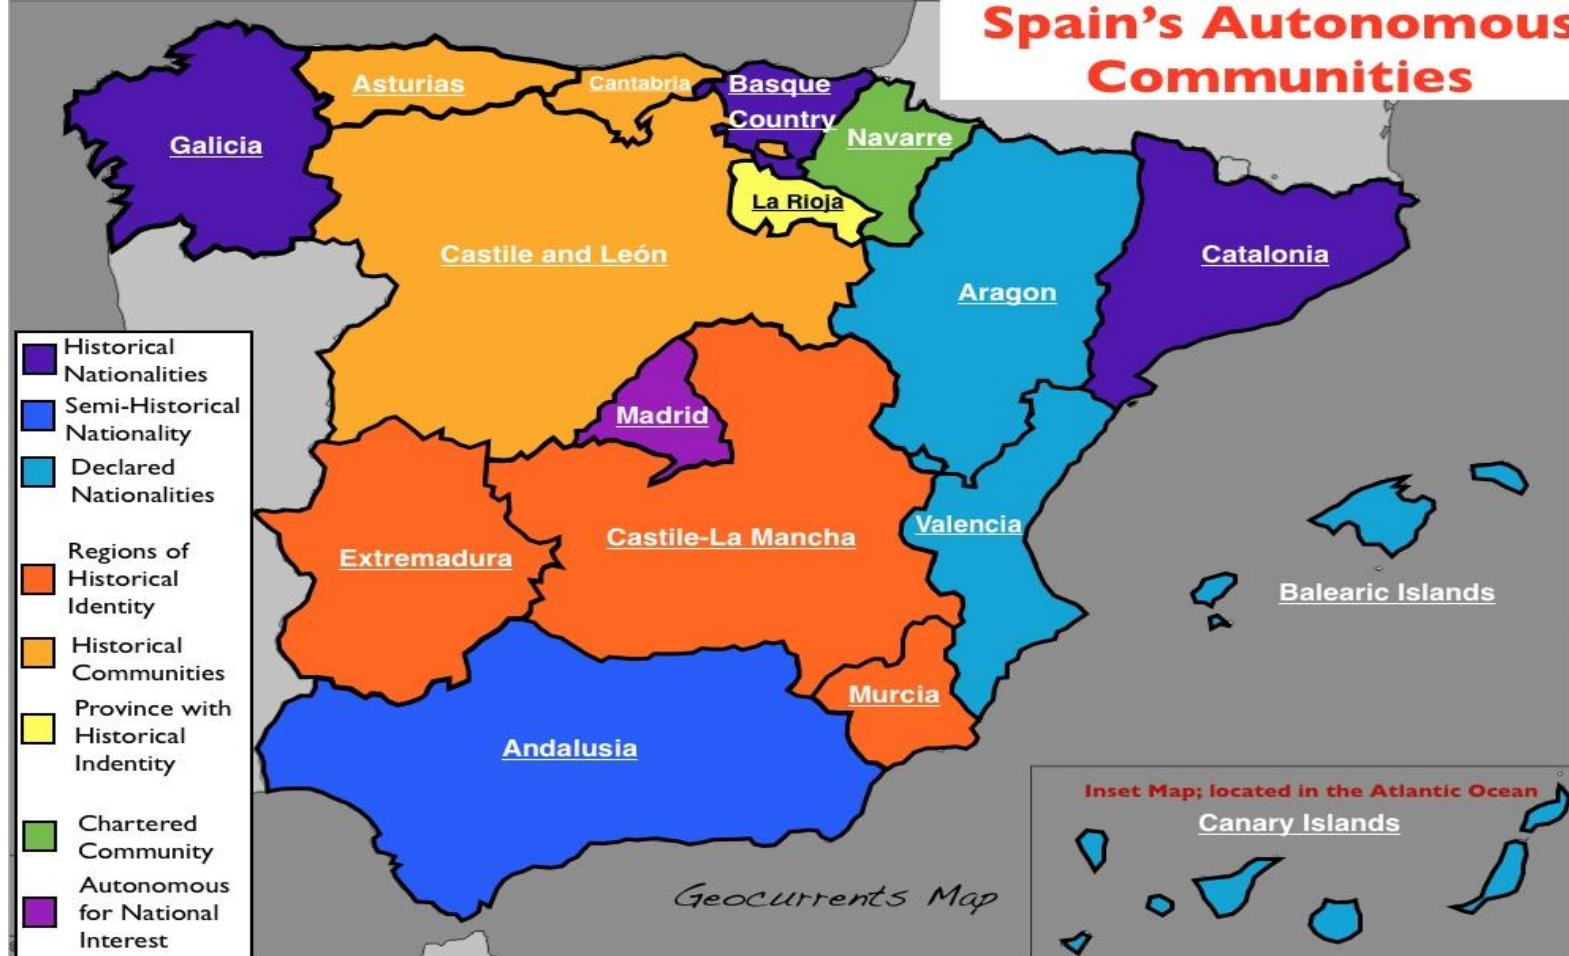 Spain's Autonomous
Communities
Asturias
Cantabria
Basque
Country
Navarre
Galicia
La Rioja
Castile and León
Catalonia
Aragon
Historical
Nationalities
Semi-Historical
Nationality
Declared
Nationalities
Regions of
Historical
Identity
Historical
Communities
Province with
Historical
Indentity
Chartered
Community
Autonomous
for National
Interest
Madrid
Valencia
Castile-La Mancha
Extremadura
Balearic Islands
Murcia
Andalusia
Inset Map; located in the Atlantic Ocean
Canary Islands
Geocurrents Map